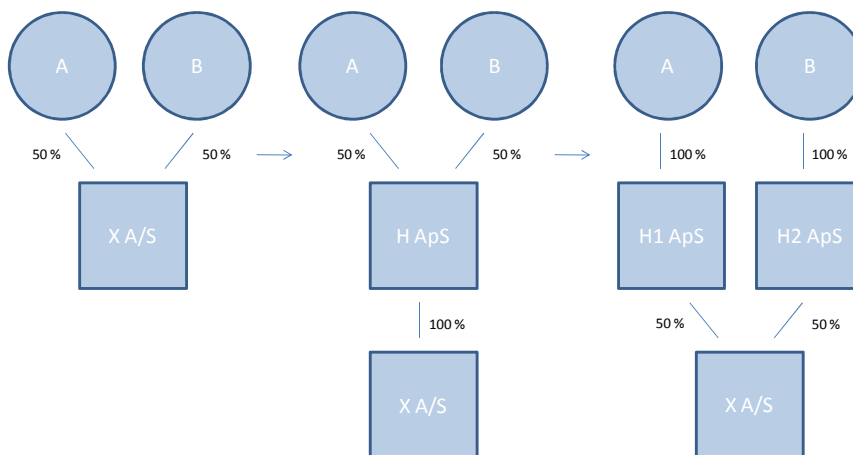 A B A B A B
50 % 50 % 50 % 50 % 100 % 100 %
X A/S H ApS H1 ApS H2 ApS
100 % 50 % 50 %
X A/S X A/S